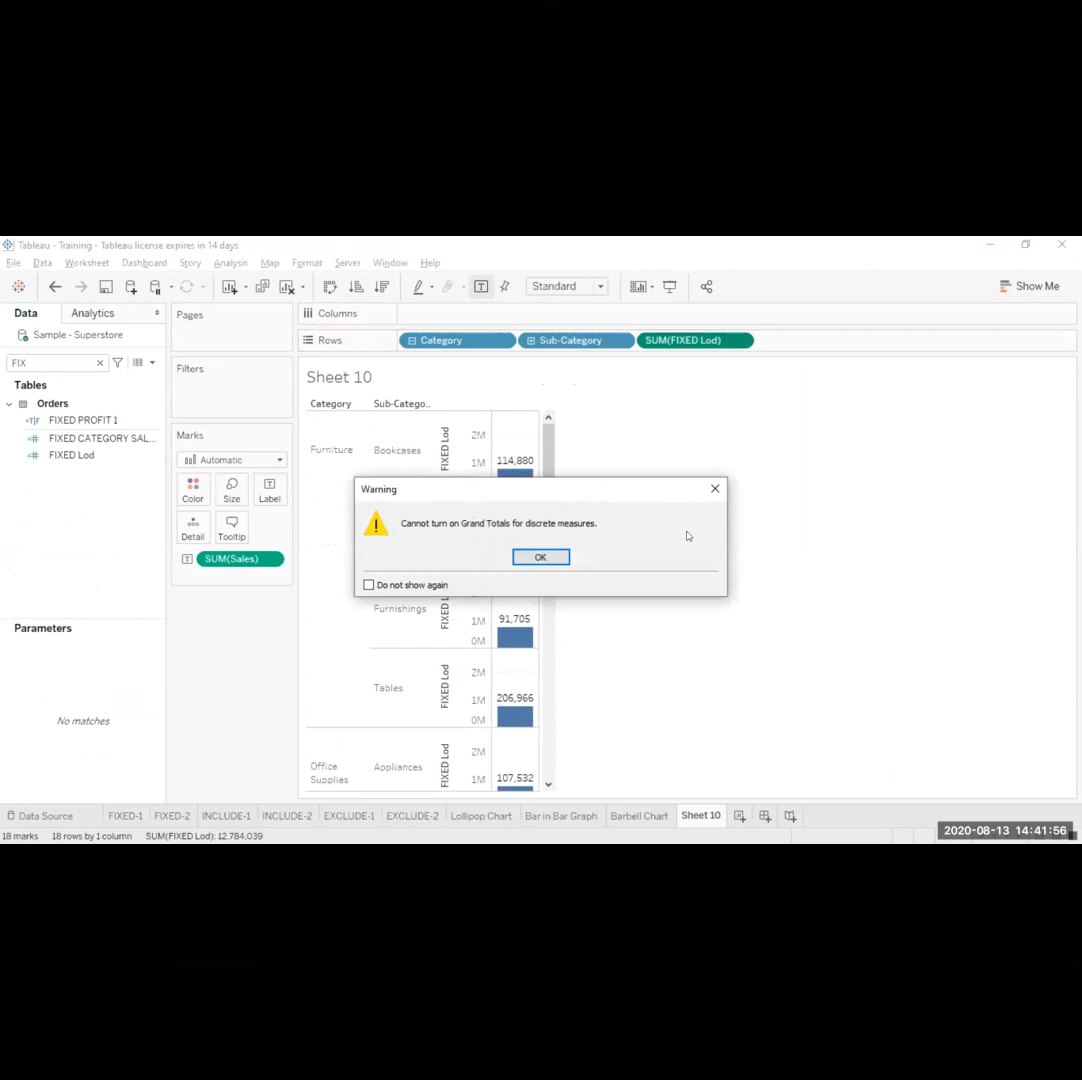 Tableau - Training - Tableau license expires in 14 days
File Data Worksheet Dashboard Story Analysis Map Format Server Window Help
Standard
Show Me
Data Analytics
Sample - Superstore
FIX
Tables
Orders
FIXED PROFIT 1
FIXED CATEGORY SAL...
FIXED Lod
Parameters
No matches
Pages
Filters
Marks
Automatic
Color Size Label
Detail Tooltip
SUM(Sales)
Columns
Rows Category Sub-Category SUM(FIXED Lod)
Sheet 10
Category Sub-Catego..
Furniture Bookcases FIXED Lod 2M
1M 114,880
Warning
Cannot turn on Grand Totals for discrete measures.
OK
Do not show again
Furnishings FIXED L 1M 91,705
0M
Tables FIXED Lod 2M
1M 206,966
0M
Office Supplies Appliances FIXED Lod 2M
1M 107,532
Data Source FIXED-1 FIXED-2 INCLUDE-1 INCLUDE-2 EXCLUDE-1 EXCLUDE-2 Lollipop Chart Bar in Bar Graph Barbell Chart Sheet 10
18 marks 18 rows by 1 column SUM(FIXED Lod): 12.784.039
2020-08-13 14:41:56